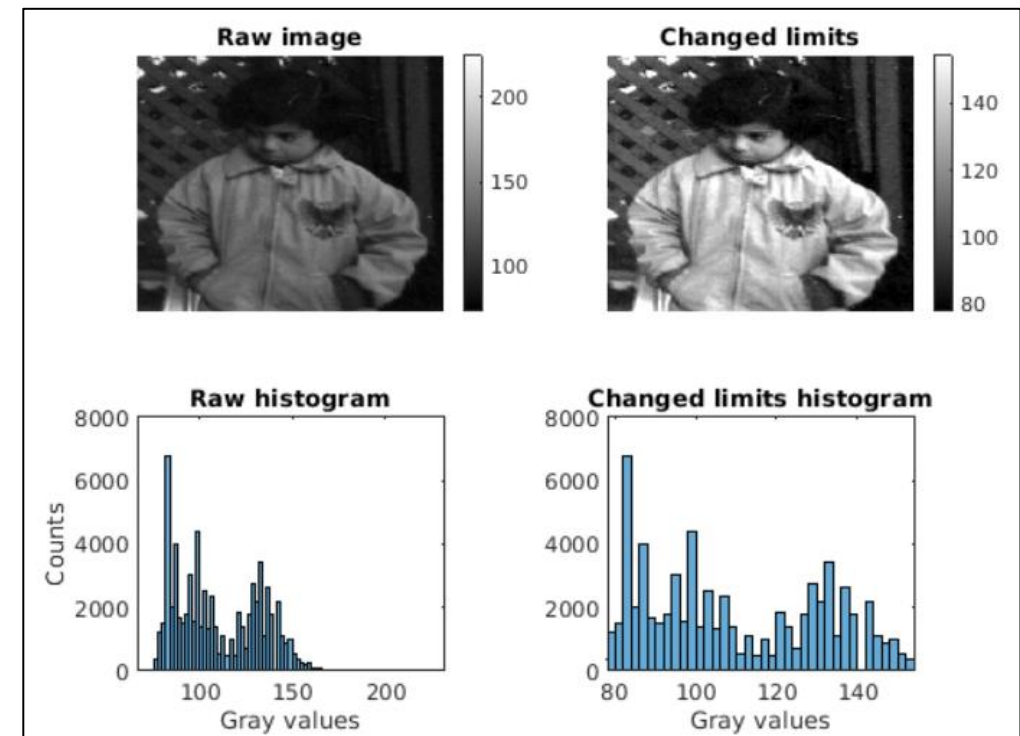 Raw image
200
150
100
Changed limits
140
120
100
80
Raw histogram
8000
6000
4000
2000
0
Counts
100 150 200
Gray values
Changed limits histogram
8000
6000
4000
2000
0
80 100 120 140
Gray values